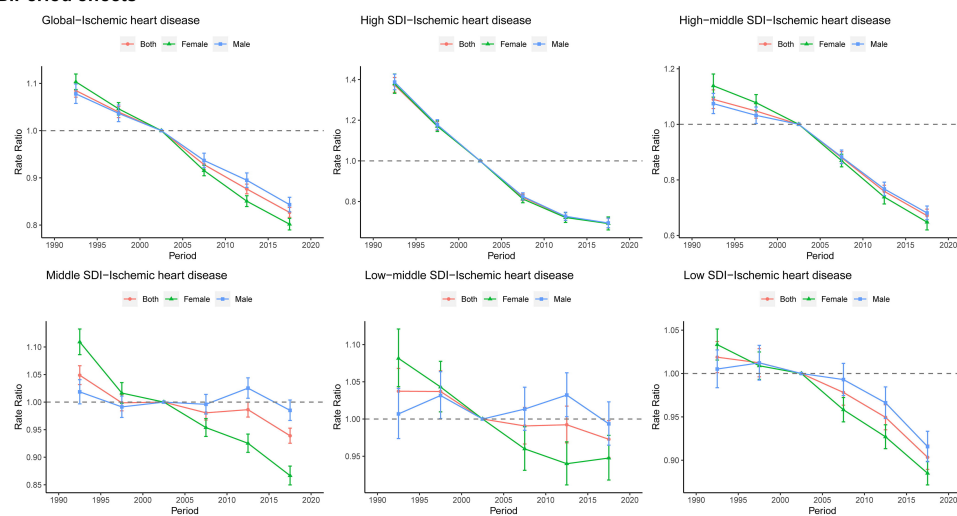 Global−Ischemic heart disease
Both Female Male
1.1
1.0
0.9
0.8
Rate Ratio
1990 1995 2000 2005 2010 2015 2020
Period
High SDI−Ischemic heart disease
Both Female Male
1.4
1.2
1.0
0.8
Rate Ratio
1990 1995 2000 2005 2010 2015 2020
Period
High−middle SDI−Ischemic heart disease
Both Female Male
1.2
1.0
0.8
0.6
Rate Ratio
1990 1995 2000 2005 2010 2015 2020
Period
Middle SDI−Ischemic heart disease
Both Female Male
1.10
1.05
1.00
0.95
0.90
0.85
Rate Ratio
1990 1995 2000 2005 2010 2015 2020
Period
Low−middle SDI−Ischemic heart disease
Both Female Male
1.10
1.05
1.00
0.95
Rate Ratio
1990 1995 2000 2005 2010 2015 2020
Period
Low SDI−Ischemic heart disease
Both Female Male
1.05
1.00
0.95
0.90
Rate Ratio
1990 1995 2000 2005 2010 2015 2020
Period